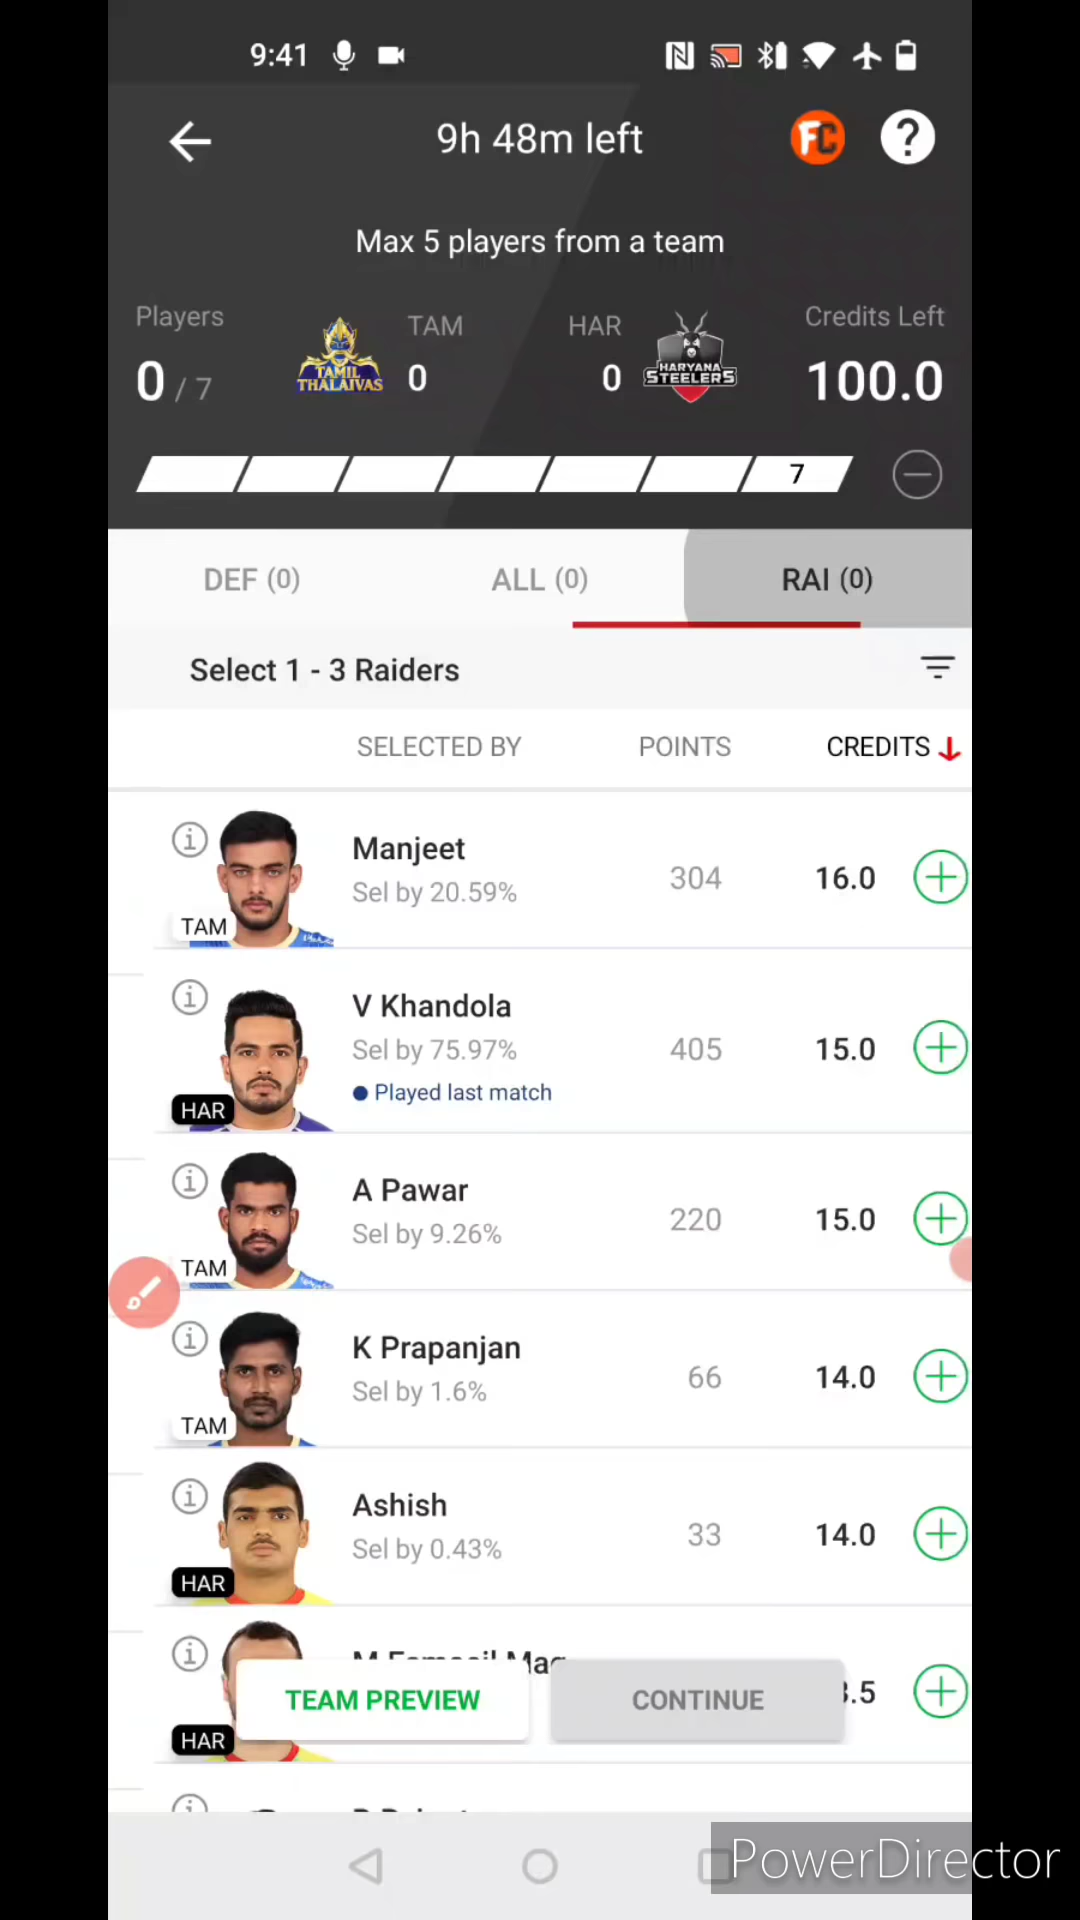 9:41
9h 48m left
FC
?
Max 5 players from a team
Players
TAM
HAR
Credits Left
0 / 7
TAMIL THALAIVAS
0
0
HARYANA STEELERS
100.0
7
DEF (0)
ALL (0)
RAI (0)
Select 1 - 3 Raiders
SELECTED BY
POINTS
CREDITS
Manjeet
Sel by 20.59%
304
16.0
TAM
V Khandola
Sel by 75.97%
Played last match
405
15.0
HAR
A Pawar
Sel by 9.26%
220
15.0
TAM
K Prapanjan
Sel by 1.6%
66
14.0
TAM
Ashish
Sel by 0.43%
33
14.0
HAR
TEAM PREVIEW
CONTINUE
.5
HAR
PowerDirector